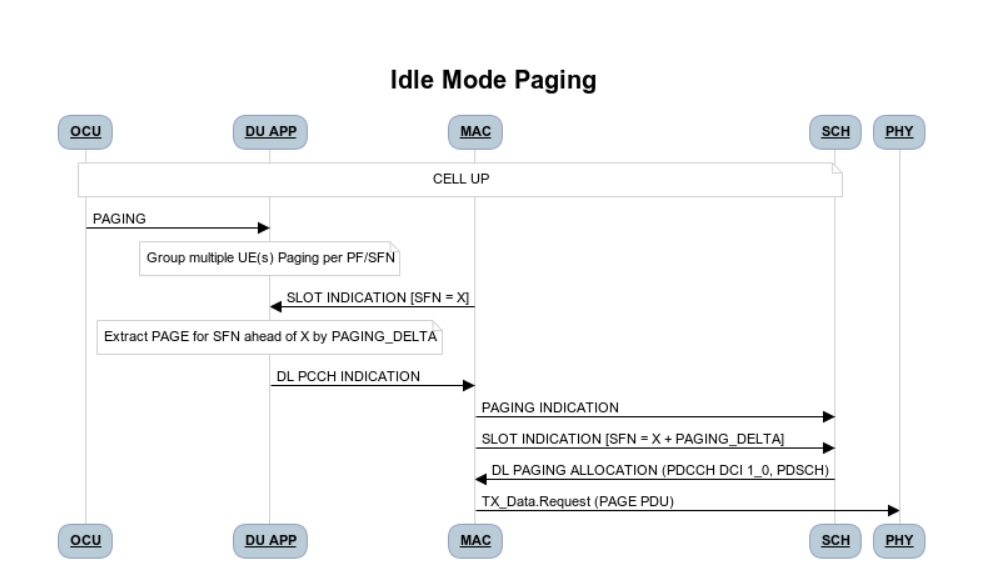 Idle Mode Paging
OCU DU APP MAC SCH PHY
CELL UP
PAGING
Group multiple UE(s) Paging per PF/SFN
SLOT INDICATION [SFN = X]
Extract PAGE for SFN ahead of X by PAGING_DELTA
DL PCCH INDICATION
PAGING INDICATION
SLOT INDICATION [SFN = X + PAGING_DELTA]
DL PAGING ALLOCATION (PDCCH DCI 1_0, PDSCH)
TX_Data.Request (PAGE PDU)
OCU DU APP MAC SCH PHY